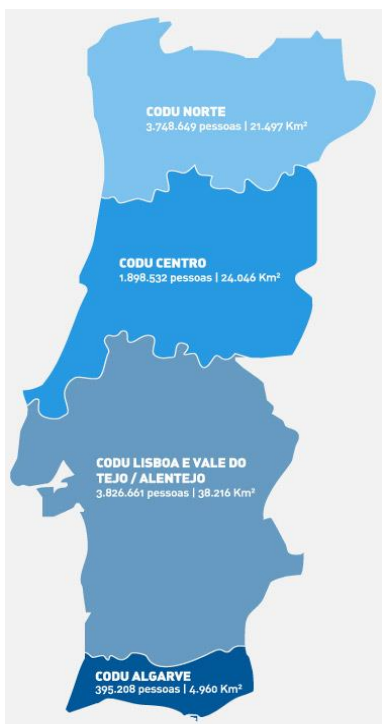 CODU NORTE
3.748.649 pessoas | 21.497 Km²
CODU CENTRO
1.898.532 pessoas | 24.046 Km²
CODU LISBOA E VALE DO
TEJO / ALENTEJO
3.826.661 pessoas | 38.216 Km²
CODU ALGARVE
395.208 pessoas | 4.960 Km²